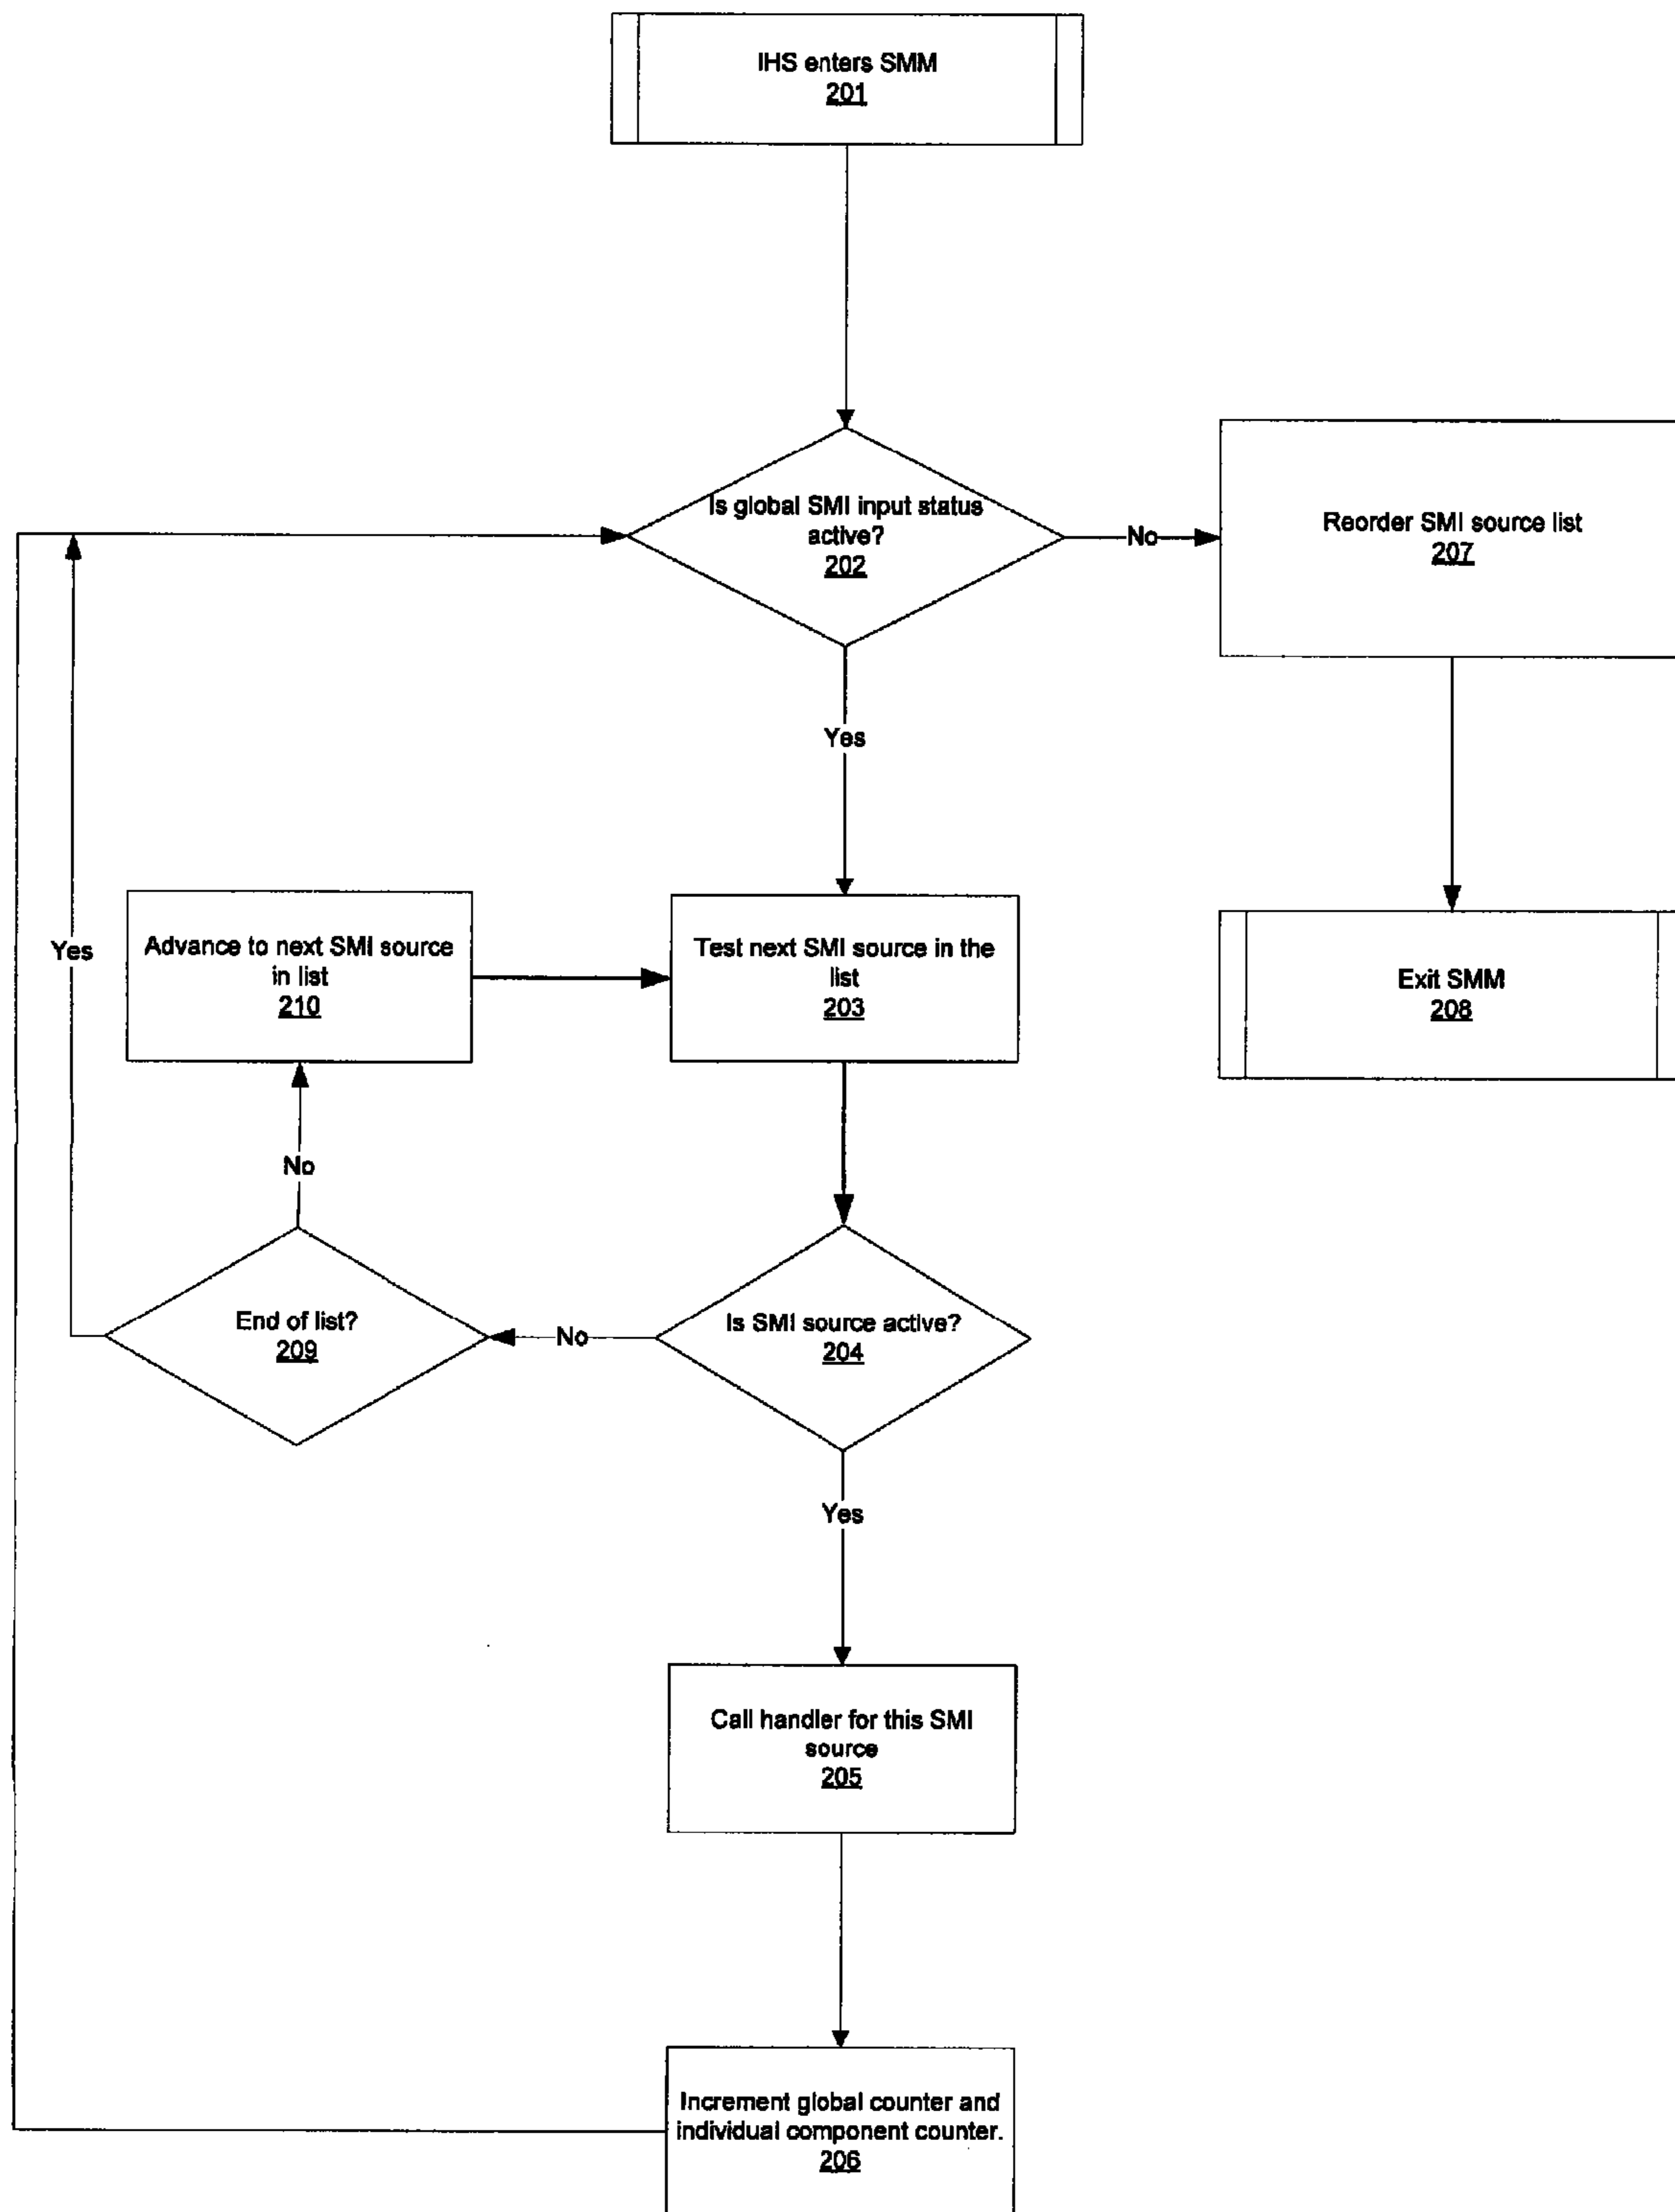 IHS enters SMM
201
Is global SMI input status
active?
202
No
Reorder SMI source list
207
Yes
Yes
Advance to next SMI source
in list
210
Test next SMI source in the
list
203
Exit SMM
208
No
End of list?
209
No
Is SMI source active?
204
Yes
Call handler for this SMI
source
205
Increment global counter and
individual component counter.
206